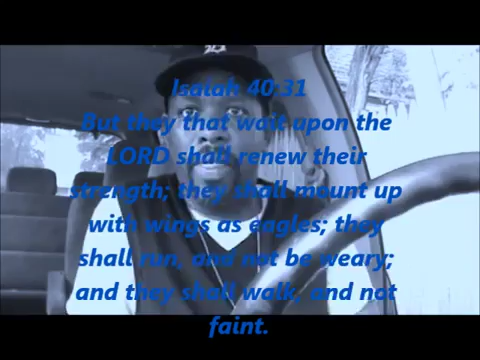 Isaiah 40:31
But they that wait upon the
LORD shall renew their
strength; they shall mount up
with wings as eagles; they
shall run, and not be weary;
and they shall walk, and not
faint.